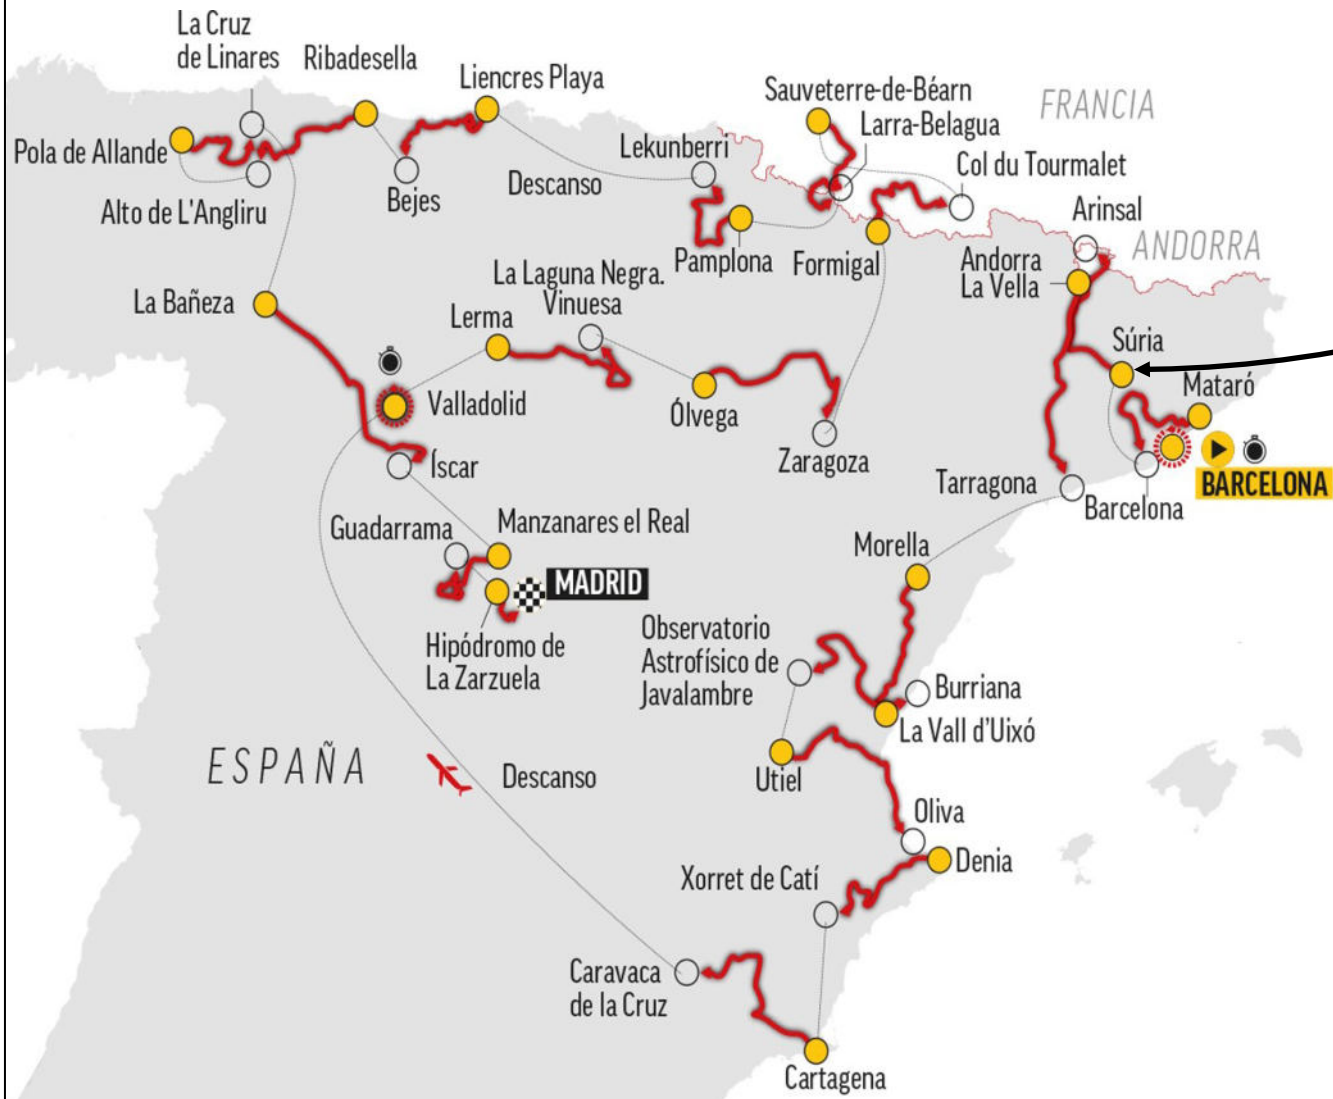 La Cruz
de Linares
Ribadesella
Liencres Playa
Sauveterre-de-Béarn
FRANCIA
Larra-Belagua
Pola de Allande
Lekunberri
Col du Tourmalet
Descanso
Bejes
Alto de L'Angliru
Arinsal
ANDORRA
Pamplona
Formigal
Andorra
La Vella
La Laguna Negra.
Vinuesa
La Bañeza
Lerma
Súria
Mataró
Valladolid
Ólvega
Zaragoza
Íscar
Tarragona
BARCELONA
Barcelona
Guadarrama
Manzanares el Real
Morella
MADRID
Hipódromo de
La Zarzuela
Observatorio
Astrofísico de
Javalambre
Burriana
La Vall d'Uixó
ESPAÑA
Descanso
Utiel
Oliva
Denia
Xorret de Catí
Caravaca
de la Cruz
Cartagena